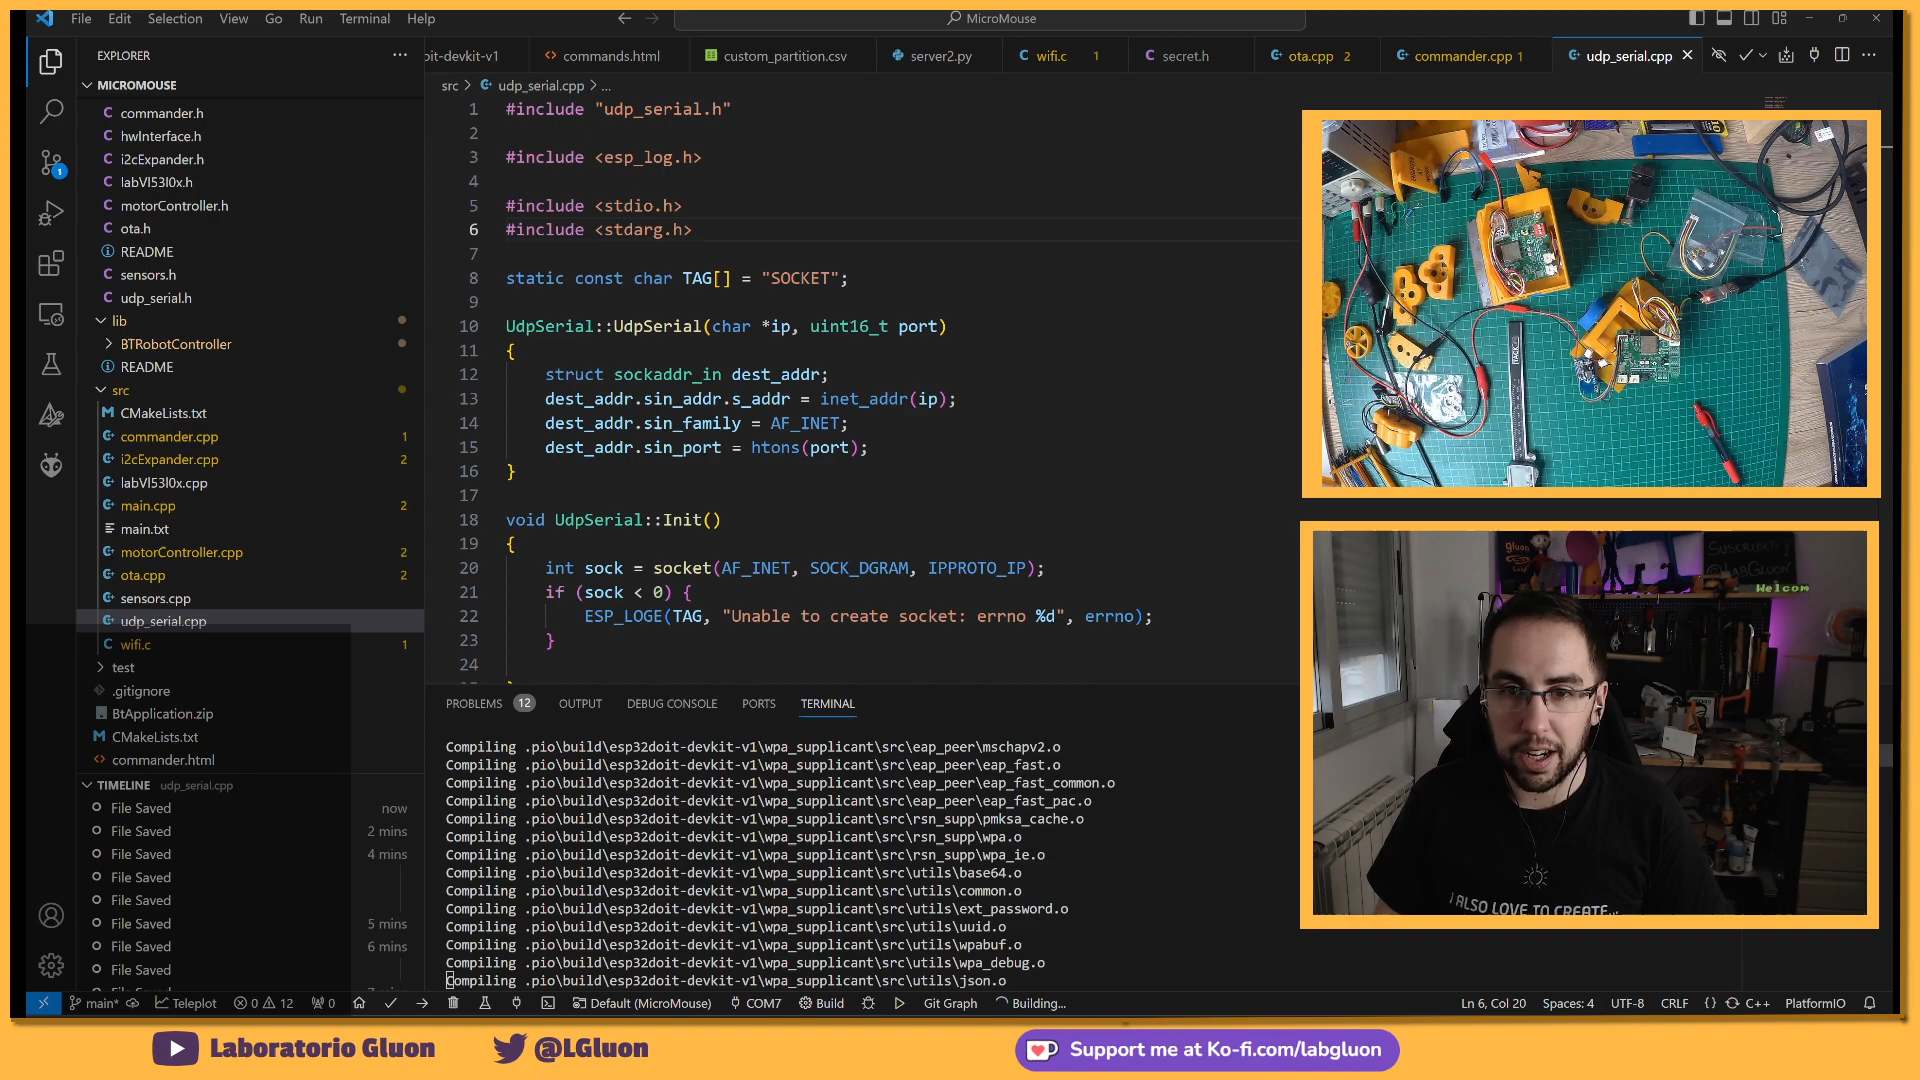 File Edit Selection View Go Run Terminal Help
MicroMouse
EXPLORER
MICROMOUSE
commander.h
hwInterface.h
i2cExpander.h
labVl53l0x.h
motorController.h
ota.h
README
sensors.h
udp_serial.h
lib
BTRobotController
README
src
CMakeLists.txt
commander.cpp 1
i2cExpander.cpp 2
labVl53l0x.cpp
main.cpp 2
main.txt
motorController.cpp 2
ota.cpp 2
sensors.cpp
udp_serial.cpp
wifi.c 1
test
.gitignore
BtApplication.zip
CMakeLists.txt
commander.html
TIMELINE udp_serial.cpp
File Saved now
File Saved 2 mins
File Saved 4 mins
File Saved
File Saved
File Saved 5 mins
File Saved 6 mins
File Saved
oit-devkit-v1 commands.html custom_partition.csv server2.py wifi.c 1 secret.h ota.cpp 2 commander.cpp 1 udp_serial.cpp
src > udp_serial.cpp > ...
1 #include "udp_serial.h"
2
3 #include <esp_log.h>
4
5 #include <stdio.h>
6 #include <stdarg.h>
7
8 static const char TAG[] = "SOCKET";
9
10 UdpSerial::UdpSerial(char *ip, uint16_t port)
11 {
12 struct sockaddr_in dest_addr;
13 dest_addr.sin_addr.s_addr = inet_addr(ip);
14 dest_addr.sin_family = AF_INET;
15 dest_addr.sin_port = htons(port);
16 }
17
18 void UdpSerial::Init()
19 {
20 int sock = socket(AF_INET, SOCK_DGRAM, IPPROTO_IP);
21 if (sock < 0) {
22 ESP_LOGE(TAG, "Unable to create socket: errno %d", errno);
23 }
24
PROBLEMS 12 OUTPUT DEBUG CONSOLE PORTS TERMINAL
Compiling .pio\build\esp32doit-devkit-v1\wpa_supplicant\src\eap_peer\mschapv2.o
Compiling .pio\build\esp32doit-devkit-v1\wpa_supplicant\src\eap_peer\eap_fast.o
Compiling .pio\build\esp32doit-devkit-v1\wpa_supplicant\src\eap_peer\eap_fast_common.o
Compiling .pio\build\esp32doit-devkit-v1\wpa_supplicant\src\eap_peer\eap_fast_pac.o
Compiling .pio\build\esp32doit-devkit-v1\wpa_supplicant\src\rsn_supp\pmksa_cache.o
Compiling .pio\build\esp32doit-devkit-v1\wpa_supplicant\src\rsn_supp\wpa.o
Compiling .pio\build\esp32doit-devkit-v1\wpa_supplicant\src\rsn_supp\wpa_ie.o
Compiling .pio\build\esp32doit-devkit-v1\wpa_supplicant\src\utils\base64.o
Compiling .pio\build\esp32doit-devkit-v1\wpa_supplicant\src\utils\common.o
Compiling .pio\build\esp32doit-devkit-v1\wpa_supplicant\src\utils\ext_password.o
Compiling .pio\build\esp32doit-devkit-v1\wpa_supplicant\src\utils\uuid.o
Compiling .pio\build\esp32doit-devkit-v1\wpa_supplicant\src\utils\wpabuf.o
Compiling .pio\build\esp32doit-devkit-v1\wpa_supplicant\src\utils\wpa_debug.o
Compiling .pio\build\esp32doit-devkit-v1\wpa_supplicant\src\utils\json.o
gluon
SUSCRIBETE
@LABGLUON
Welcom
I ALSO LOVE TO CREATE...
main* Teleplot 0 12 0 Default (MicroMouse) COM7 Build Git Graph Building... Ln 6, Col 20 Spaces: 4 UTF-8 CRLF {} C++ PlatformIO
Laboratorio Gluon @LGluon Support me at Ko-fi.com/labgluon